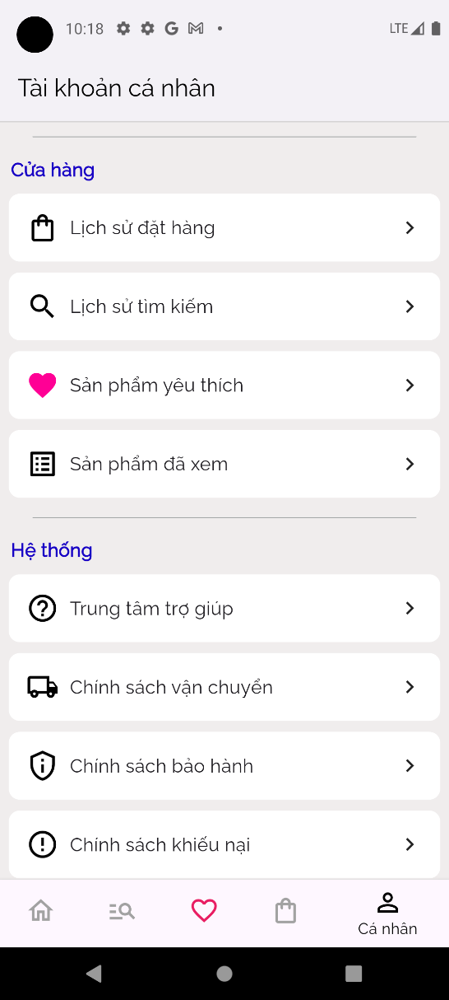 10:18
LTE
Tài khoản cá nhân
Cửa hàng
Lịch sử đặt hàng
Lịch sử tìm kiếm
Sản phẩm yêu thích
Sản phẩm đã xem
Hệ thống
Trung tâm trợ giúp
Chính sách vận chuyển
Chính sách bảo hành
Chính sách khiếu nại
Cá nhân